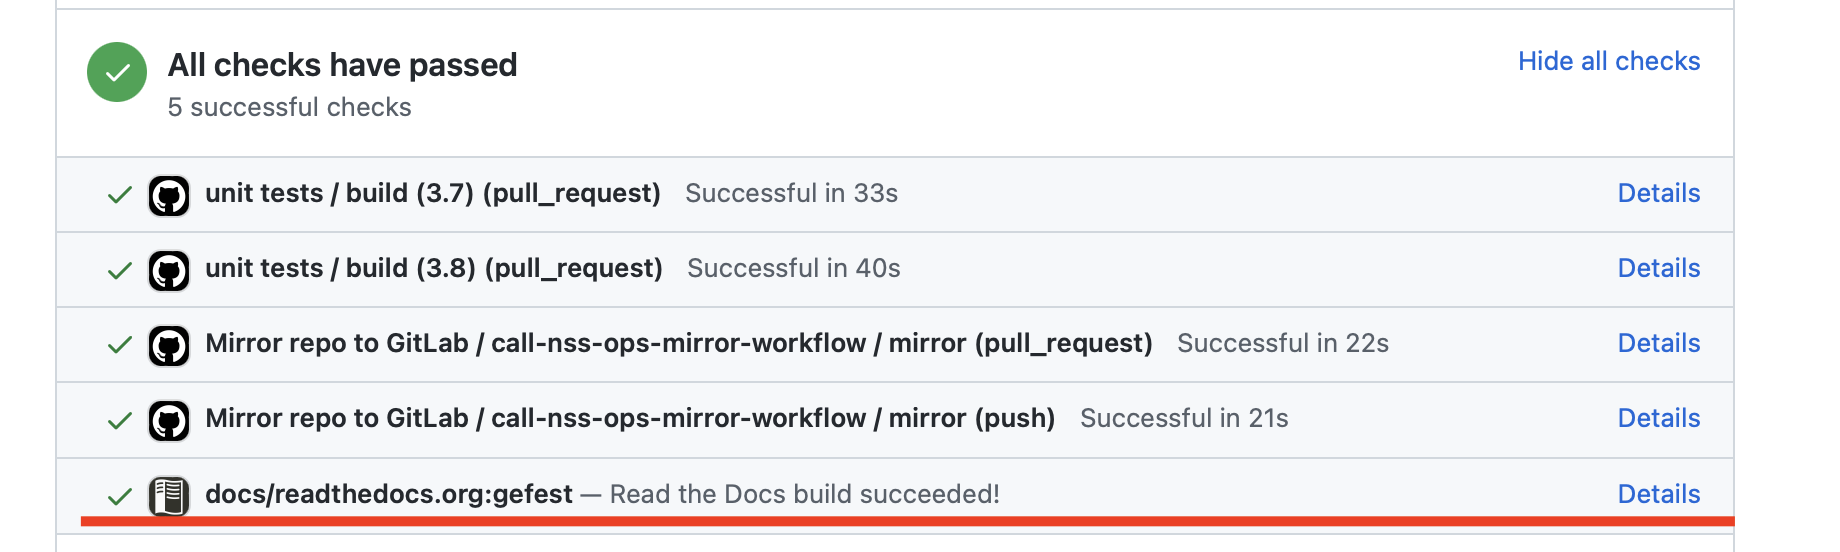 All checks have passed
Hide all checks
5 successful checks
unit tests / build (3.7) (pull_request) Successful in 33s Details
unit tests / build (3.8) (pull_request) Successful in 40s Details
Mirror repo to GitLab / call-nss-ops-mirror-workflow / mirror (pull_request) Successful in 22s Details
Mirror repo to GitLab / call-nss-ops-mirror-workflow / mirror (push) Successful in 21s Details
docs/readthedocs.org:gefest — Read the Docs build succeeded! Details